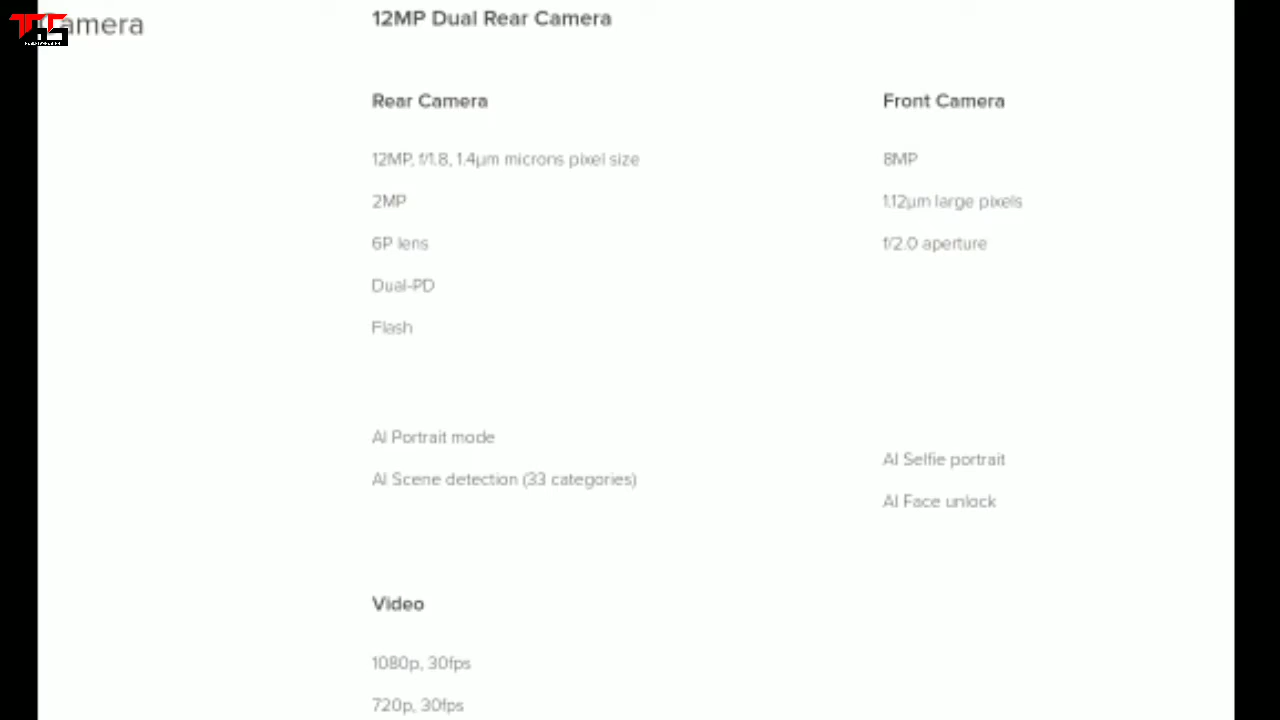 Camera
12MP Dual Rear Camera
Rear Camera
12MP, f/1.8, 1.4μm microns pixel size
2MP
6P lens
Dual-PD
Flash
AI Portrait mode
AI Scene detection (33 categories)
Front Camera
8MP
1.12μm large pixels
f/2.0 aperture
AI Selfie portrait
AI Face unlock
Video
1080p, 30fps
720p, 30fps